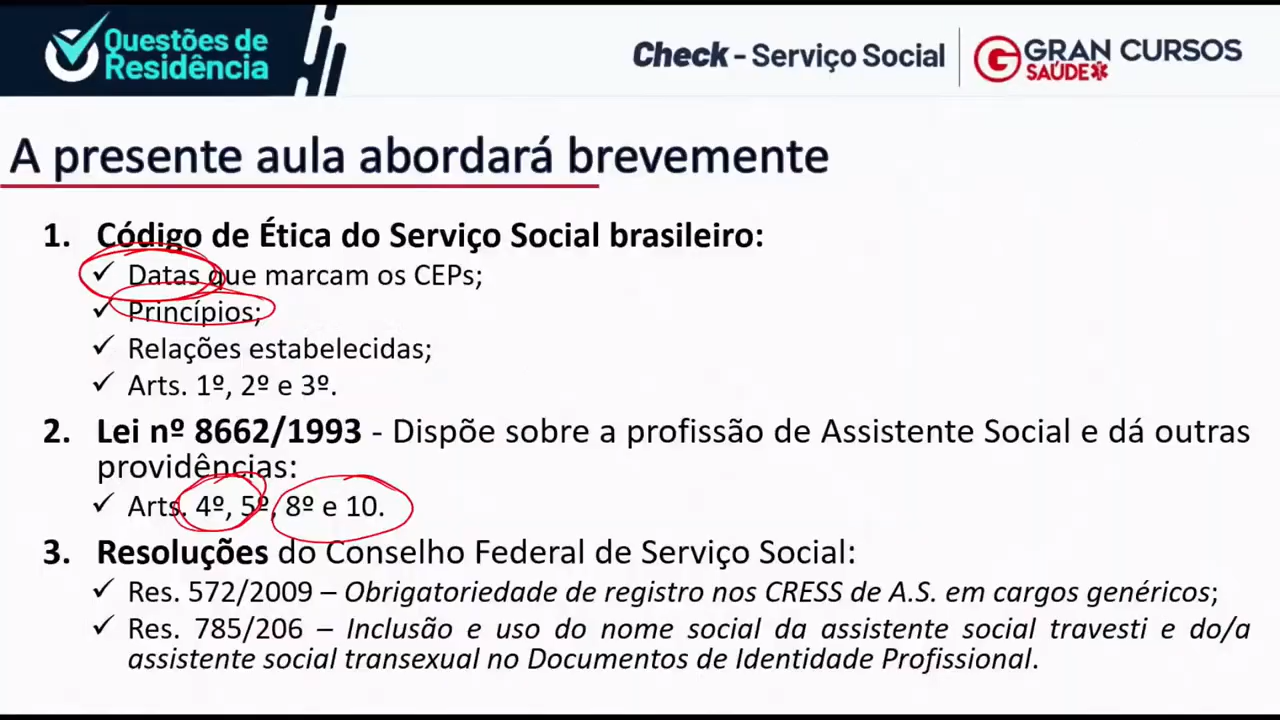 Questões de
Residência
Check - Serviço Social
GRAN CURSOS
SAÚDE
A presente aula abordará brevemente
1. Código de Ética do Serviço Social brasileiro:
✓ Datas que marcam os CEPs;
✓ Princípios;
✓ Relações estabelecidas;
✓ Arts. 1º, 2º e 3º.
2. Lei nº 8662/1993 - Dispõe sobre a profissão de Assistente Social e dá outras
providências:
✓ Arts. 4º, 5º, 8º e 10.
3. Resoluções do Conselho Federal de Serviço Social:
✓ Res. 572/2009 – Obrigatoriedade de registro nos CRESS de A.S. em cargos genéricos;
✓ Res. 785/206 – Inclusão e uso do nome social da assistente social travesti e do/a
assistente social transexual no Documentos de Identidade Profissional.